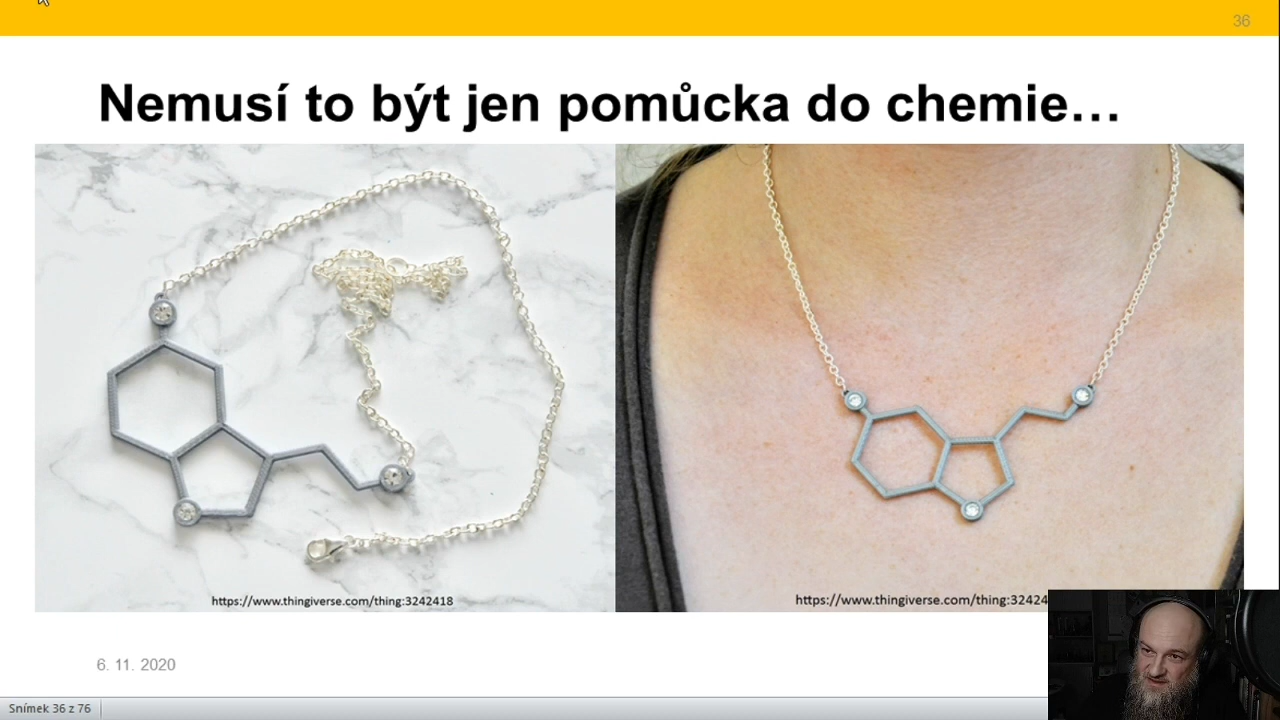 36
Nemusí to být jen pomůcka do chemie…
https://www.thingiverse.com/thing:3242418
https://www.thingiverse.com/thing:32424
6. 11. 2020
Snímek 36 z 76